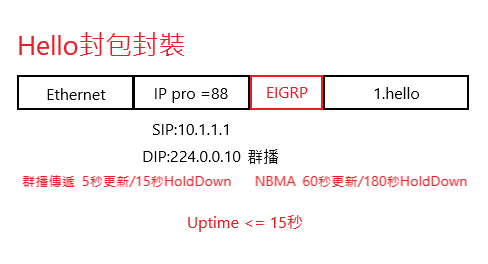 Hello封包封裝
Ethernet IP pro =88 EIGRP 1.hello
SIP:10.1.1.1
DIP:224.0.0.10 群播
群播傳遞 5秒更新/15秒HoldDown NBMA 60秒更新/180秒HoldDown
Uptime <= 15秒